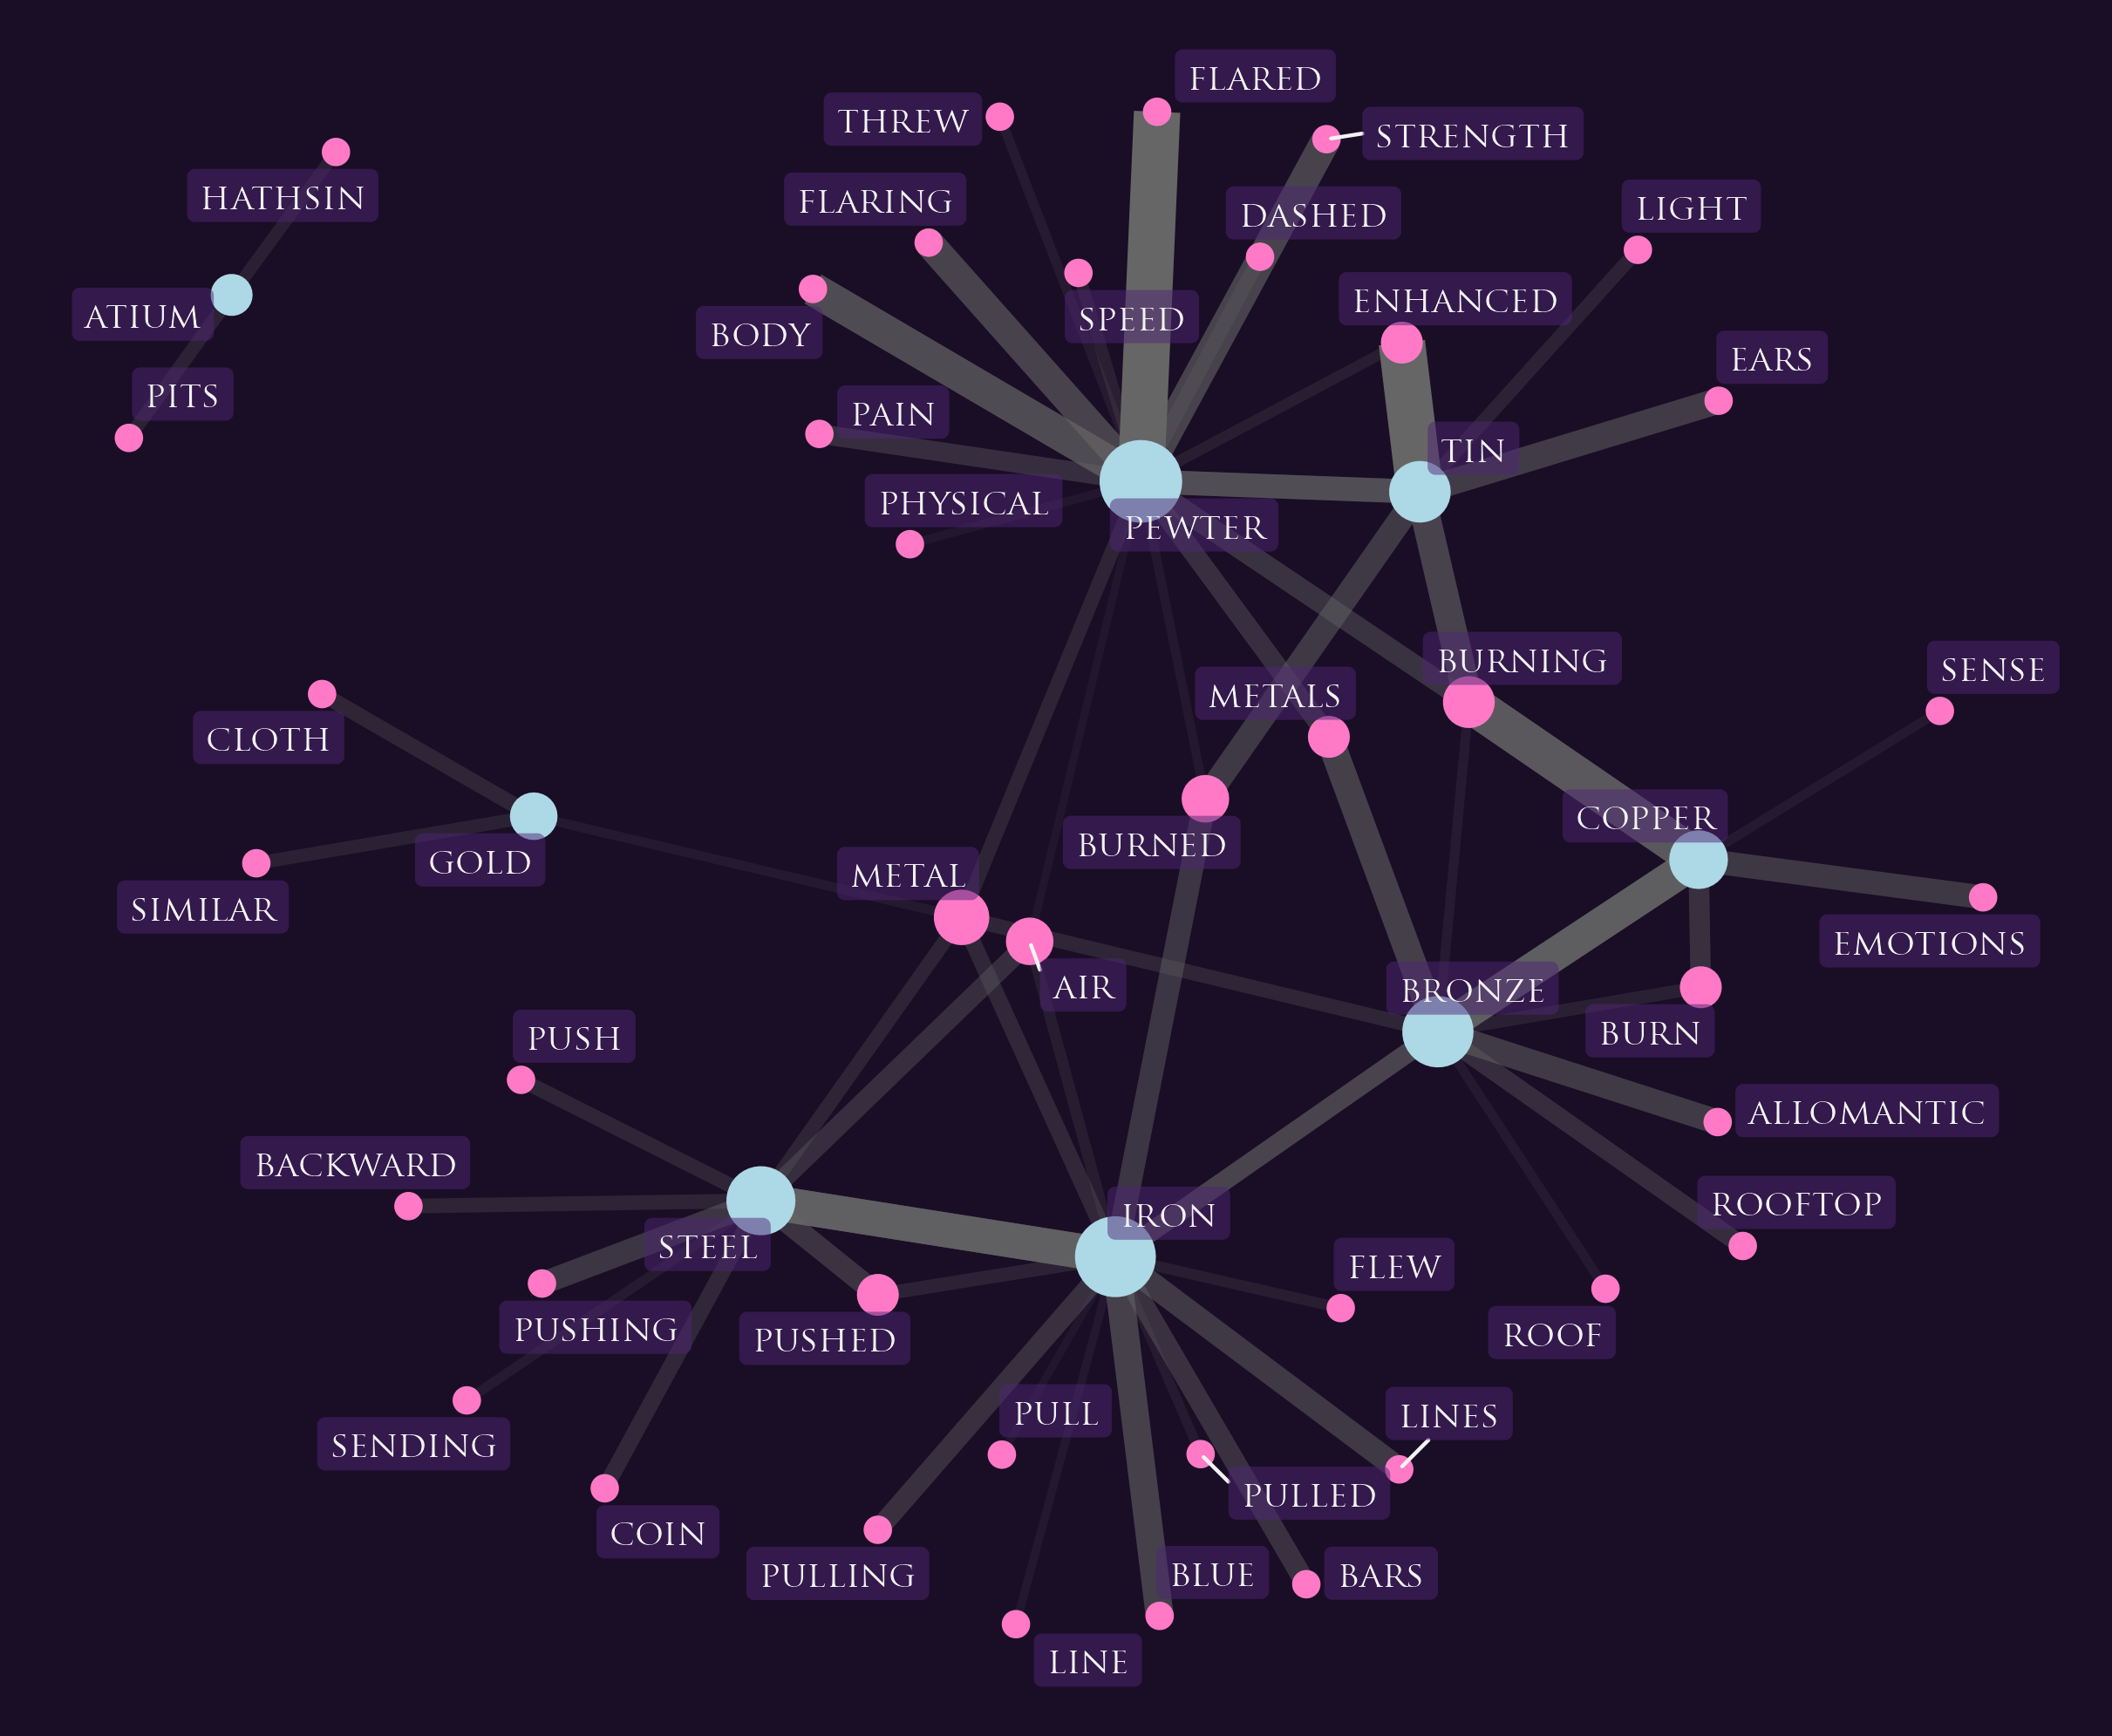 FLARED
THREW
STRENGTH
HATHSIN
FLARING
DASHED
LIGHT
ENHANCED
ATIUM
SPEED
BODY
EARS
PITS
PAIN
TIN
PHYSICAL
PEWTER
BURNING
SENSE
METALS
CLOTH
COPPER
BURNED
GOLD
METAL
SIMILAR
EMOTIONS
AIR
BRONZE
PUSH
BURN
ALLOMANTIC
BACKWARD
ROOFTOP
IRON
STEEL
FLEW
PUSHING
PUSHED
ROOF
PULL
LINES
SENDING
PULLED
COIN
PULLING
BLUE
BARS
LINE